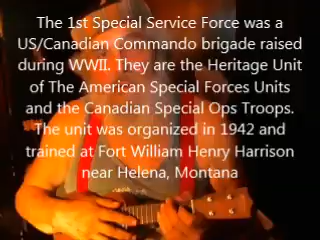 The 1st Special Service Force was a
US/Canadian Commando brigade raised
during WWII. They are the Heritage Unit
of The American Special Forces Units
and the Canadian Special Ops Troops.
The unit was organized in 1942 and
trained at Fort William Henry Harrison
near Helena, Montana